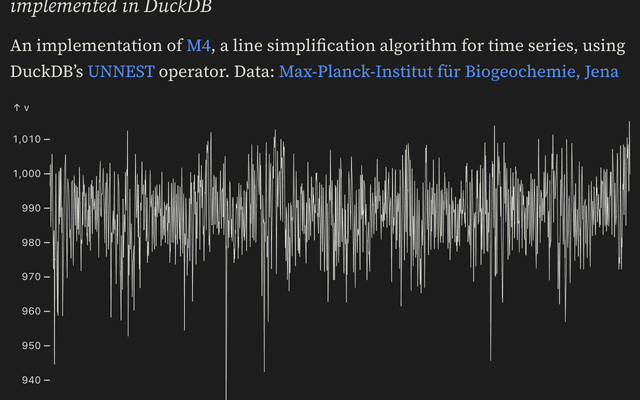 implemented in DuckDB
An implementation of M4, a line simplification algorithm for time series, using
DuckDB’s UNNEST operator. Data: Max-Planck-Institut für Biogeochemie, Jena
↑ v
1,010
1,000
990
980
970
960
950
940